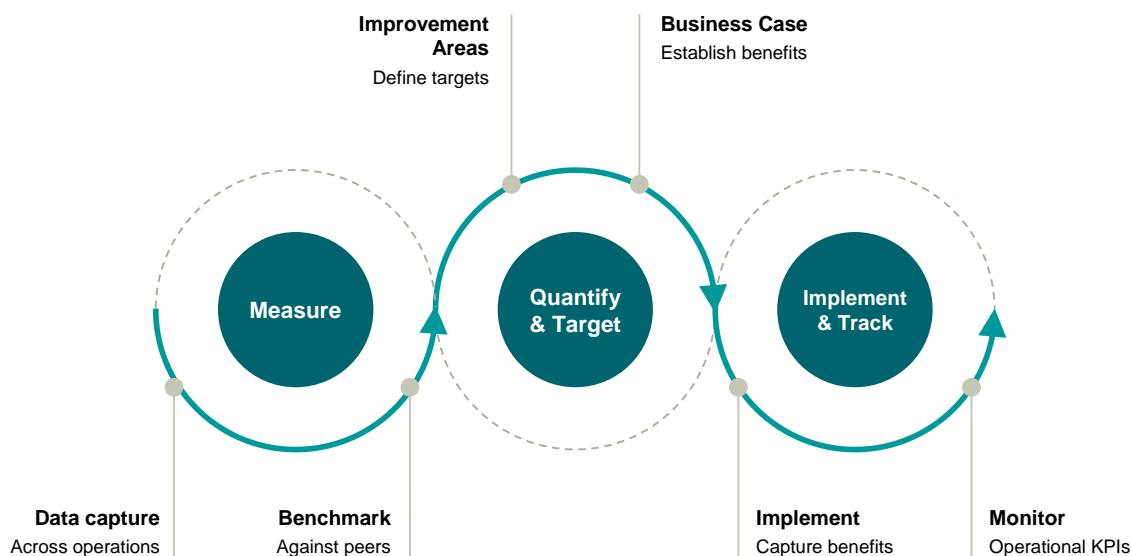 Improvement
Areas
Define targets
Business Case
Establish benefits
Measure
Quantify
& Target
Implement
& Track
Data capture
Across operations
Benchmark
Against peers
Implement
Capture benefits
Monitor
Operational KPIs